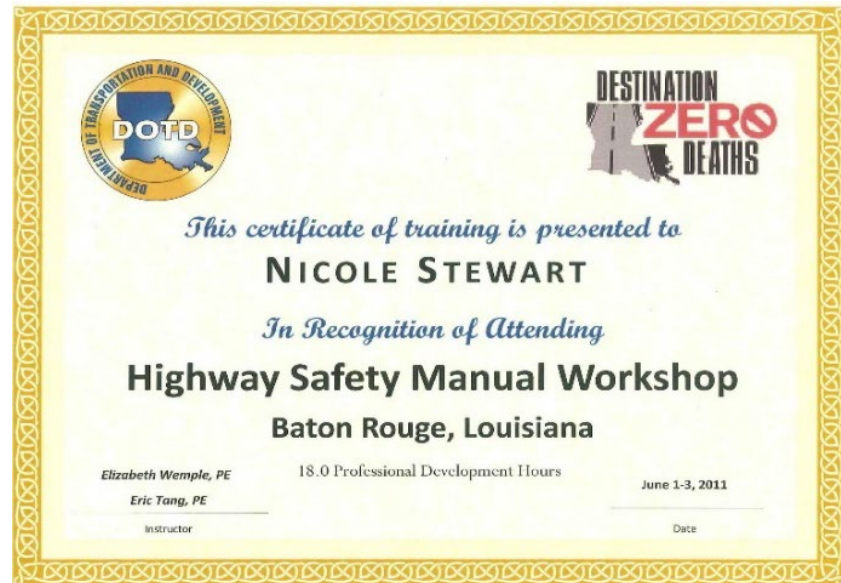 DEPARTMENT OF TRANSPORTATION AND DEVELOPMENT
DOTD
DESTINATION
ZERO
DEATHS
This certificate of training is presented to
NICOLE STEWART
In Recognition of Attending
Highway Safety Manual Workshop
Baton Rouge, Louisiana
18.0 Professional Development Hours
Elizabeth Wemple, PE
Eric Tang, PE
Instructor
June 1-3, 2011
Date